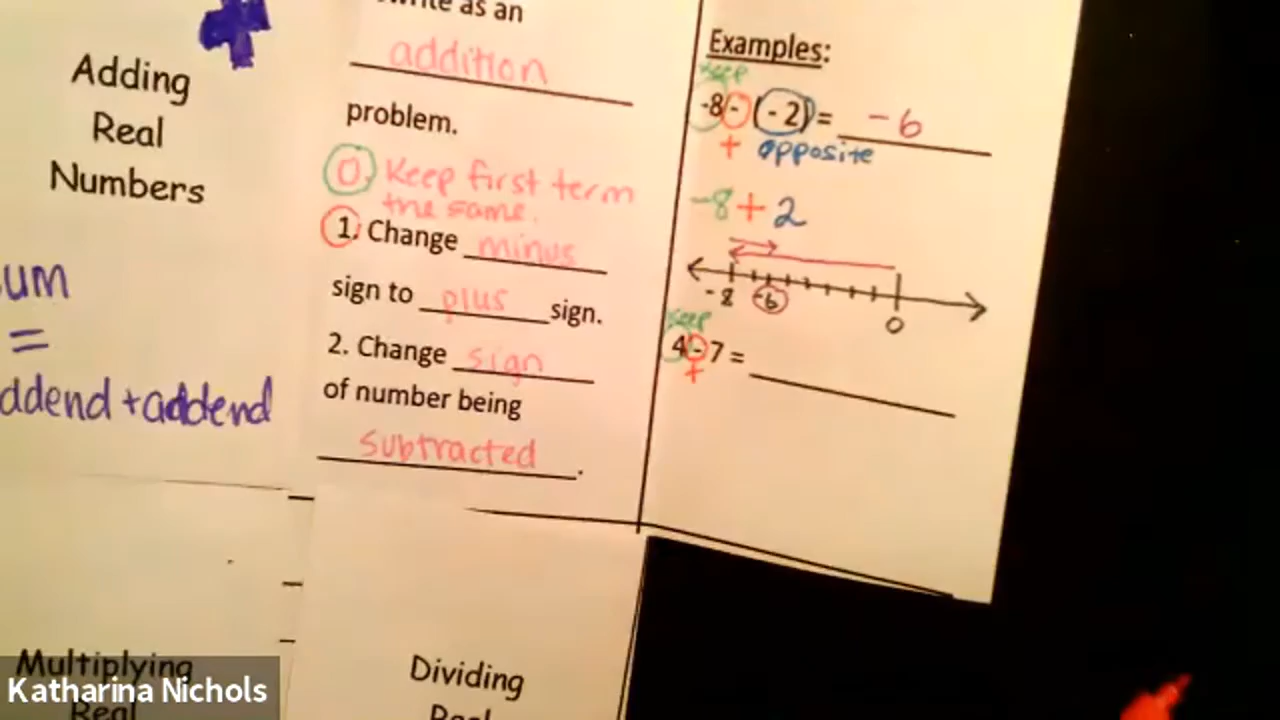 Adding
Real
Numbers
um
=
ddend + addend
write as an
addition
problem.
0. Keep first term
the same.
1. Change minus
sign to plus sign.
2. Change sign
of number being
subtracted.
Examples:
keep
-8 - (-2) = -6
+ opposite
-8 + 2
-8 -6 0
keep
4 - 7 =
+
Multiplying
Real
Dividing
Real
Katharina Nichols